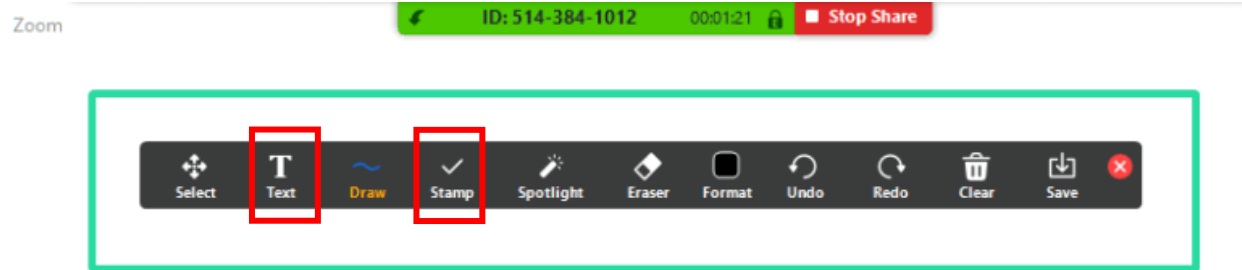 Zoom
ID: 514-384-1012 00:01:21 Stop Share
T
Select Text Draw Stamp Spotlight Eraser Format Undo Redo Clear Save